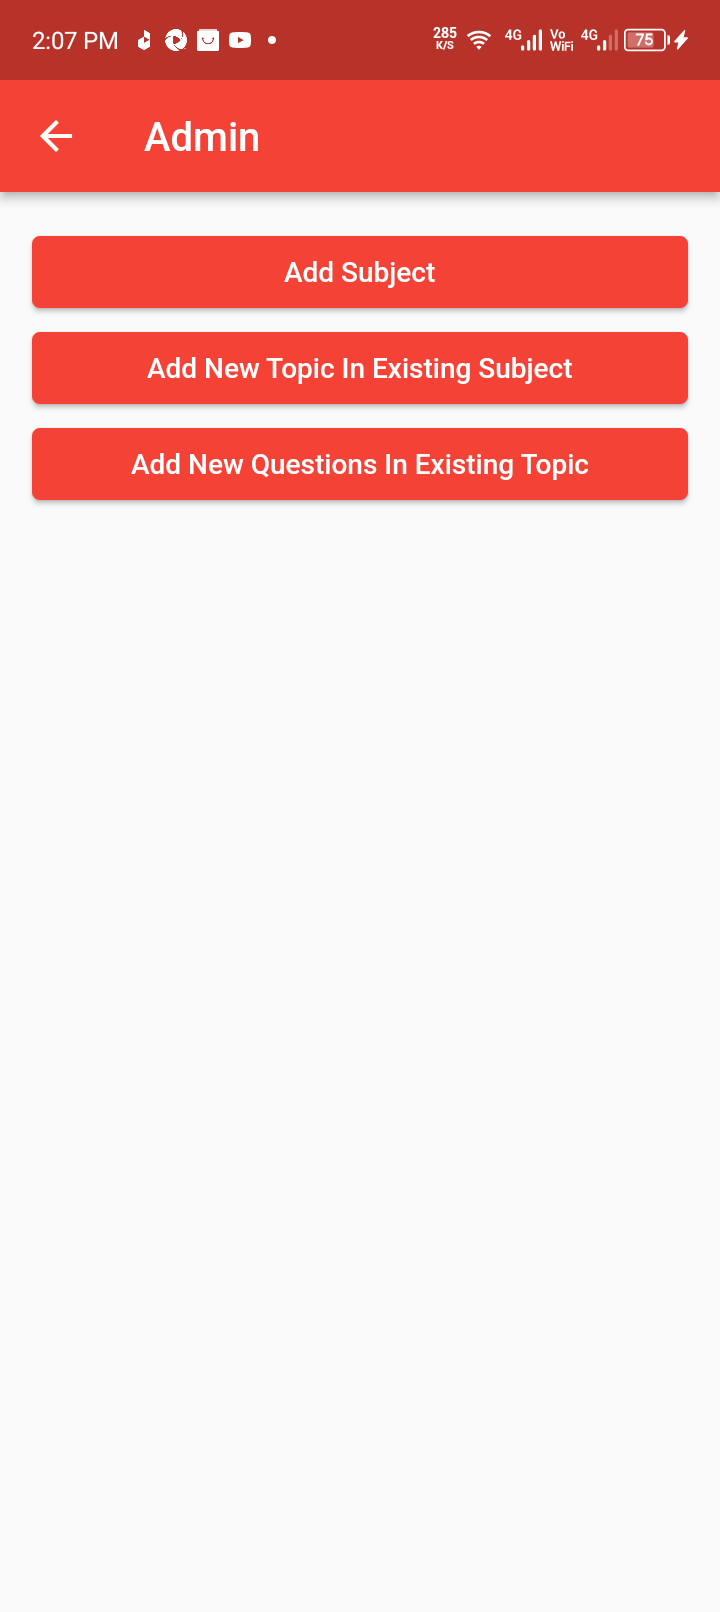 2:07 PM
285 K/S 4G Vo WiFi 4G 75
Admin
Add Subject
Add New Topic In Existing Subject
Add New Questions In Existing Topic